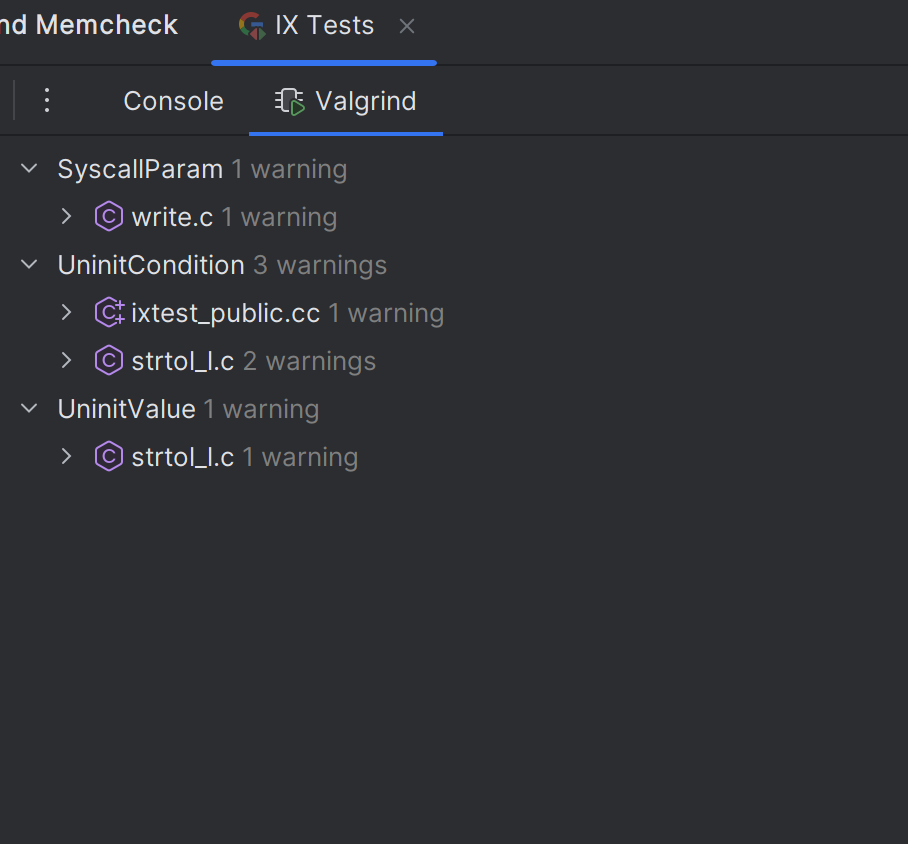 nd Memcheck IX Tests
Console Valgrind
SyscallParam 1 warning
write.c 1 warning
UninitCondition 3 warnings
ixtest_public.cc 1 warning
strtol_l.c 2 warnings
UninitValue 1 warning
strtol_l.c 1 warning